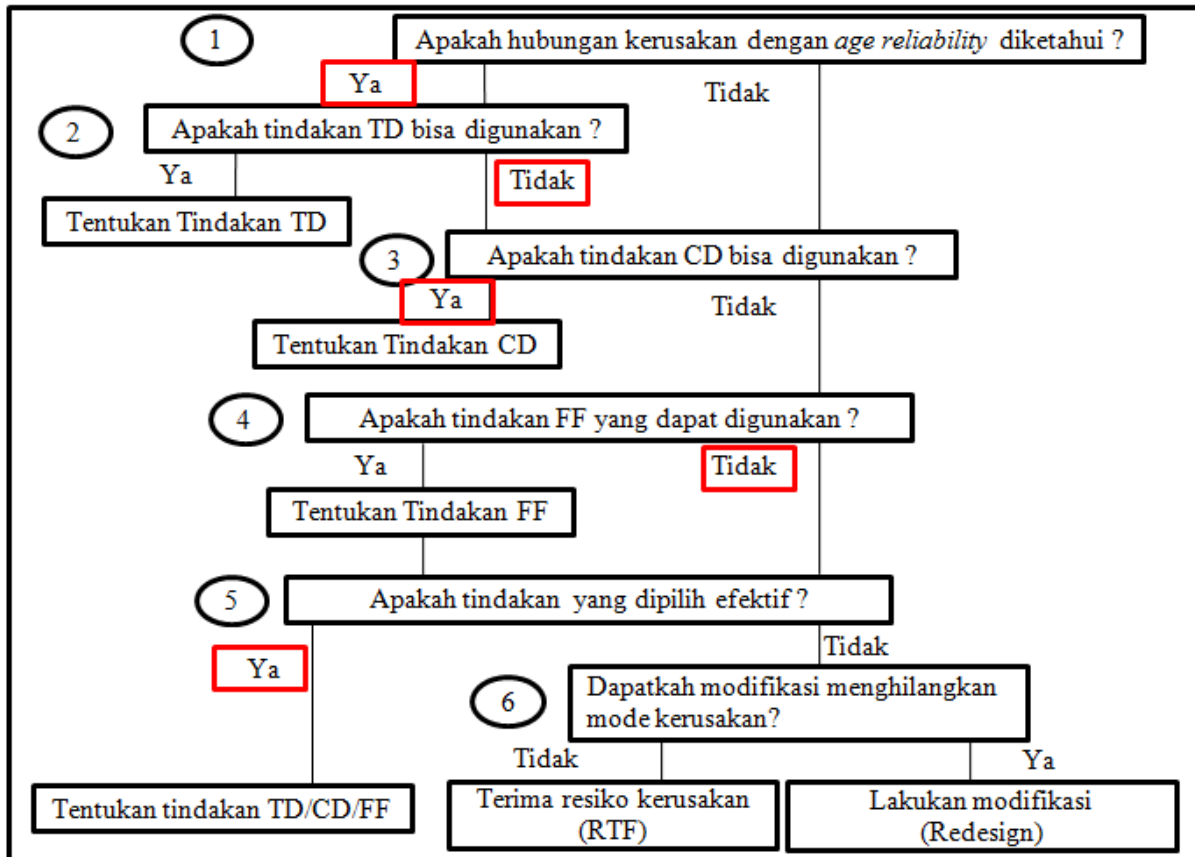 1
Apakah hubungan kerusakan dengan age reliability diketahui ?
Ya
Tidak
2
Apakah tindakan TD bisa digunakan ?
Ya
Tidak
Tentukan Tindakan TD
3
Apakah tindakan CD bisa digunakan ?
Ya
Tidak
Tentukan Tindakan CD
4
Apakah tindakan FF yang dapat digunakan ?
Ya
Tidak
Tentukan Tindakan FF
5
Apakah tindakan yang dipilih efektif ?
Ya
Tidak
6
Dapatkah modifikasi menghilangkan
mode kerusakan?
Tidak
Ya
Tentukan tindakan TD/CD/FF
Terima resiko kerusakan
(RTF)
Lakukan modifikasi
(Redesign)